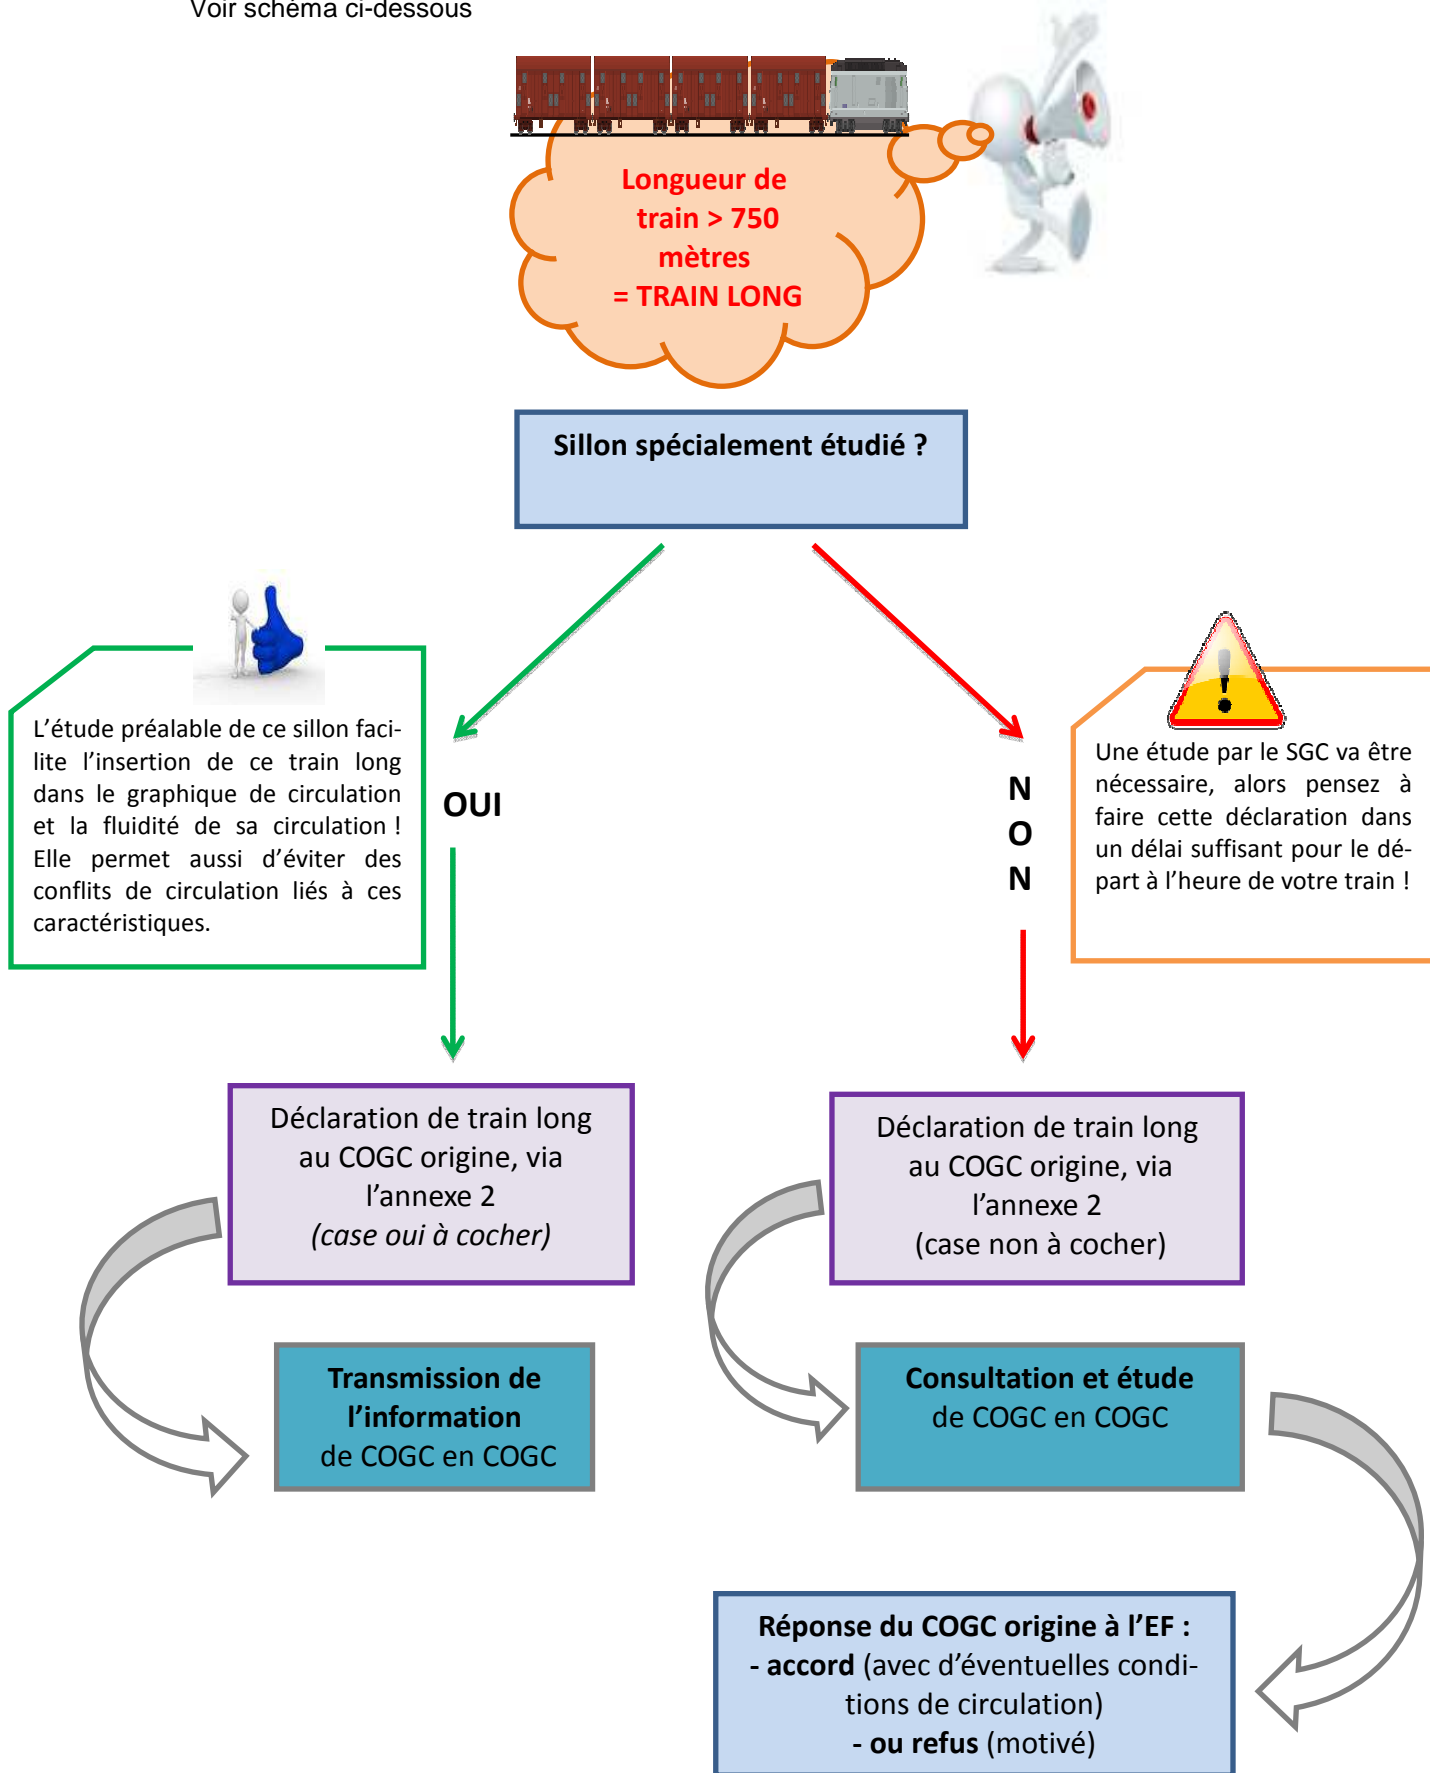 Voir schéma ci-dessous
Longueur de
train > 750
mètres
= TRAIN LONG
Sillon spécialement étudié ?
L’étude préalable de ce sillon faci-
lite l’insertion de ce train long
dans le graphique de circulation
et la fluidité de sa circulation !
Elle permet aussi d’éviter des
conflits de circulation liés à ces
caractéristiques.
OUI
N
O
N
Une étude par le SGC va être
nécessaire, alors pensez à
faire cette déclaration dans
un délai suffisant pour le dé-
part à l’heure de votre train !
Déclaration de train long
au COGC origine, via
l’annexe 2
(case oui à cocher)
Déclaration de train long
au COGC origine, via
l’annexe 2
(case non à cocher)
Transmission de
l’information
de COGC en COGC
Consultation et étude
de COGC en COGC
Réponse du COGC origine à l’EF :
- accord (avec d’éventuelles condi-
tions de circulation)
- ou refus (motivé)